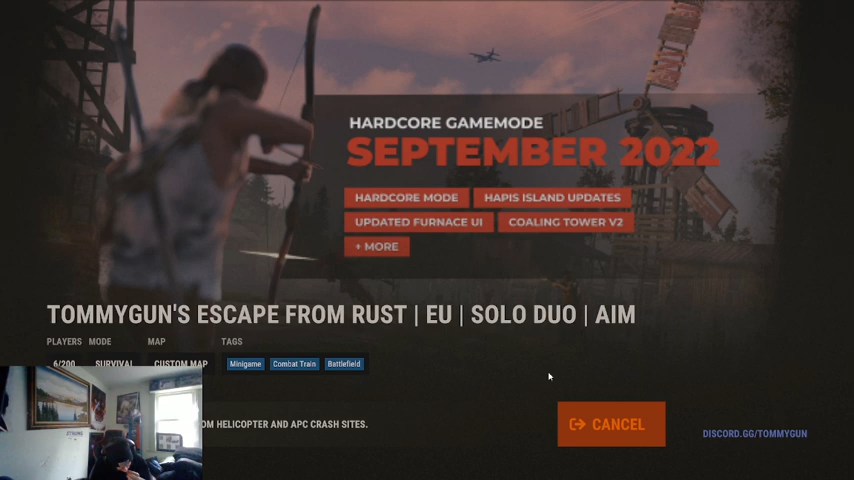 HARDCORE GAMEMODE
SEPTEMBER 2022
HARDCORE MODE
HAPIS ISLAND UPDATES
UPDATED FURNACE UI
COALING TOWER V2
+ MORE
TOMMYGUN'S ESCAPE FROM RUST | EU | SOLO DUO | AIM
PLAYERS MODE MAP TAGS
6/200 SURVIVAL CUSTOM MAP Minigame Combat Train Battlefield
OM HELICOPTER AND APC CRASH SITES.
CANCEL
DISCORD.GG/TOMMYGUN